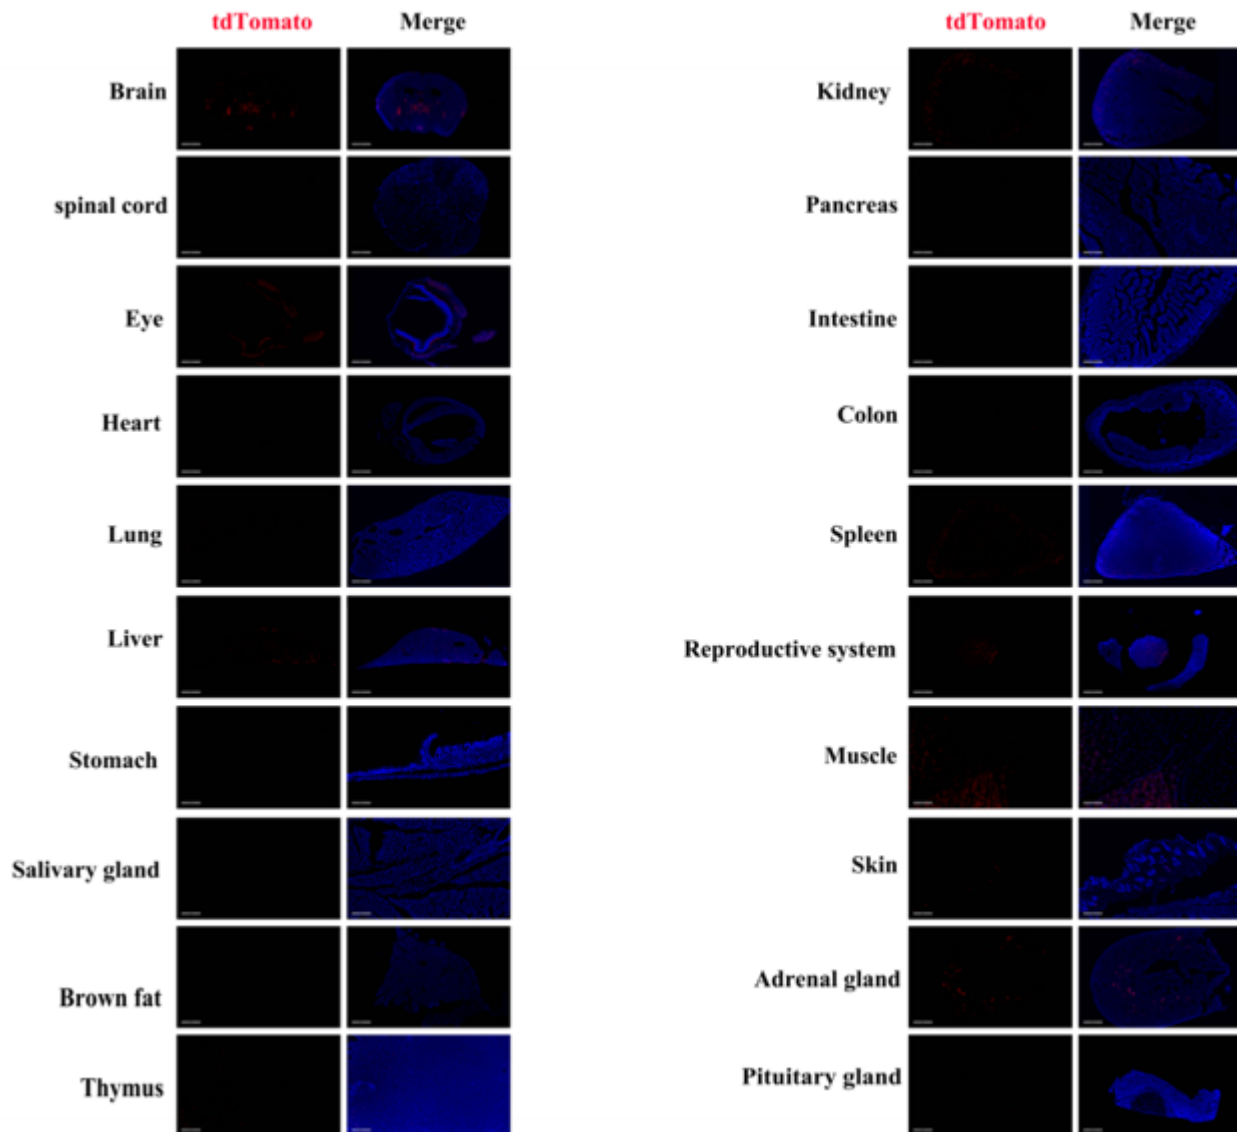 tdTomato Merge tdTomato Merge
Brain Kidney
spinal cord Pancreas
Eye Intestine
Heart Colon
Lung Spleen
Liver Reproductive system
Stomach Muscle
Salivary gland Skin
Brown fat Adrenal gland
Thymus Pituitary gland